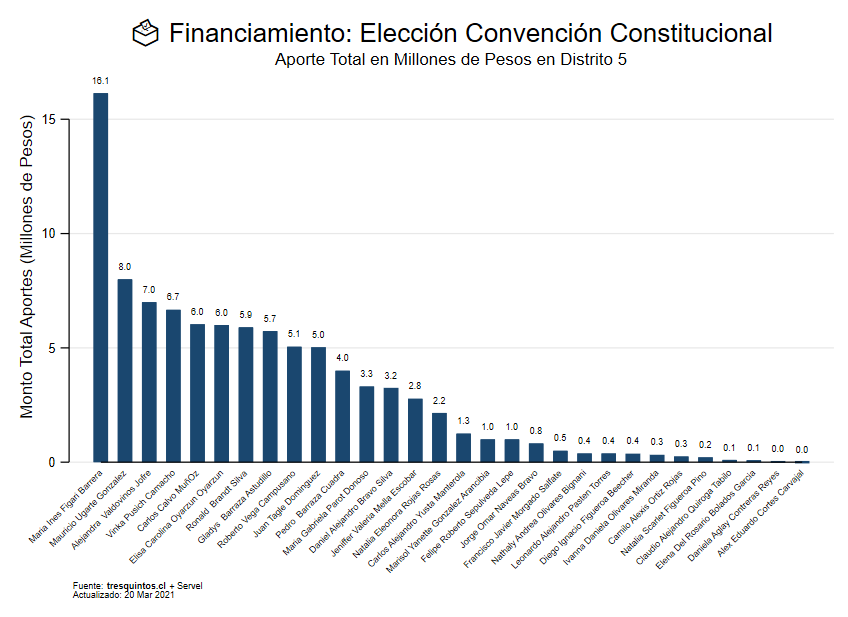 Financiamiento: Elección Convención Constitucional
Aporte Total en Millones de Pesos en Distrito 5
Monto Total Aportes (Millones de Pesos)
15
10
5
0
16.1
8.0
7.0
6.7
6.0
6.0
5.9
5.7
5.1
5.0
4.0
3.3
3.2
2.8
2.2
1.3
1.0
1.0
0.8
0.5
0.4
0.4
0.4
0.3
0.3
0.2
0.1
0.1
0.0
0.0
Maria Ines Figari Barrera
Mauricio Ugarte Gonzalez
Alejandra Valdovinos Jofre
Vinka Pusich Camacho
Carlos Calvo MuñOz
Elisa Carolina Oyarzun Oyarzun
Ronald Brandt Silva
Gladys Barraza Astudillo
Roberto Vega Campusano
Juan Tagle Dominguez
Pedro Barraza Cuadra
Maria Gabriela Parot Donoso
Daniel Alejandro Bravo Silva
Jeniffer Valeria Mella Escobar
Natalia Eleonora Rojas Rosas
Carlos Alejandro Yusta Manterola
Marisol Yanette Gonzalez Arancibia
Felipe Roberto Sepulveda Lepe
Jorge Omar Naveas Bravo
Francisco Javier Morgado Salfate
Nathaly Andrea Olivares Bignani
Leonardo Alejandro Pasten Torres
Diego Ignacio Figueroa Beecher
Ivanna Daniela Olivares Miranda
Camilo Alexis Ortiz Rojas
Natalia Scarlet Figueroa Pino
Claudio Alejandro Quiroga Tabilo
Elena Del Rosario Bolados Garcia
Daniela Aglay Contreras Reyes
Alex Eduardo Cortes Carvajal
Fuente: tresquintos.cl + Servel
Actualizado: 20 Mar 2021